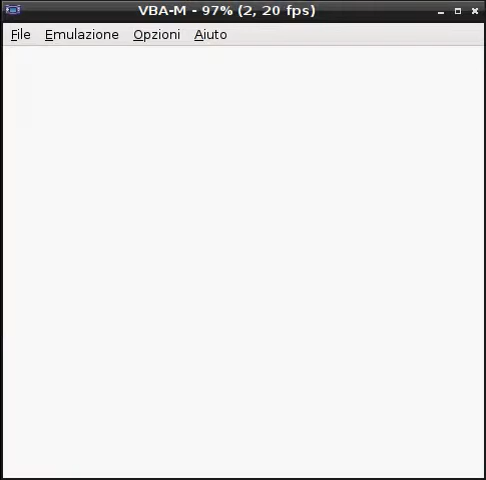 VBA-M - 97% (2, 20 fps)
File Emulazione Opzioni Aiuto